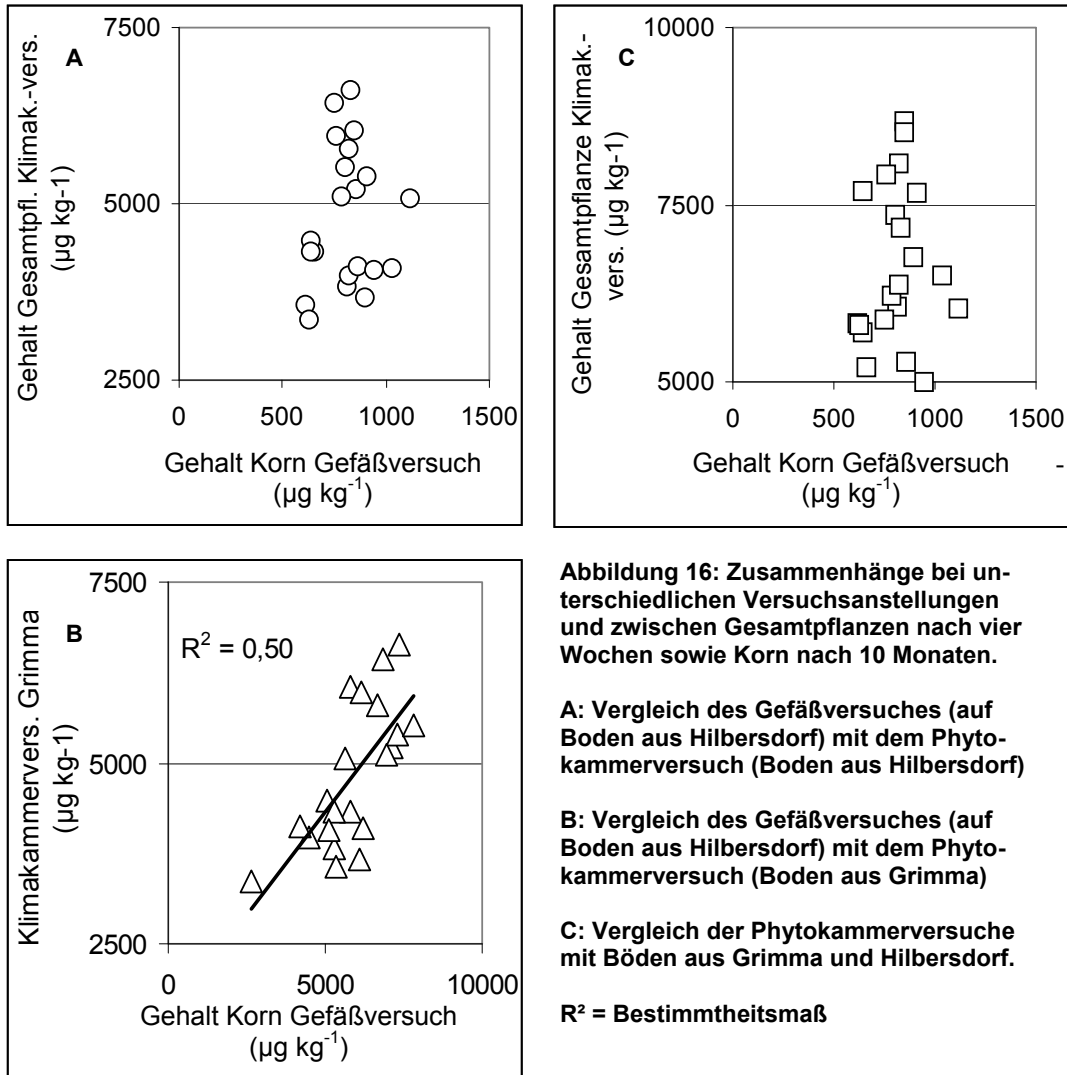 A
Gehalt Gesamtpfl. Klimak.-vers.
(µg kg-1)
7500
5000
2500
0 500 1000 1500
Gehalt Korn Gefäßversuch
(µg kg⁻¹)
C
Gehalt Gesamtpflanze Klimak.-
vers. (µg kg-1)
10000
7500
5000
0 500 1000 1500
Gehalt Korn Gefäßversuch -
(µg kg⁻¹)
B
R² = 0,50
Klimakammervers. Grimma
(µg kg-1)
7500
5000
2500
0 5000 10000
Gehalt Korn Gefäßversuch
(µg kg⁻¹)
Abbildung 16: Zusammenhänge bei un-
terschiedlichen Versuchsanstellungen
und zwischen Gesamtpflanzen nach vier
Wochen sowie Korn nach 10 Monaten.
A: Vergleich des Gefäßversuches (auf
Boden aus Hilbersdorf) mit dem Phyto-
kammerversuch (Boden aus Hilbersdorf)
B: Vergleich des Gefäßversuches (auf
Boden aus Hilbersdorf) mit dem Phyto-
kammerversuch (Boden aus Grimma)
C: Vergleich der Phytokammerversuche
mit Böden aus Grimma und Hilbersdorf.
R² = Bestimmtheitsmaß